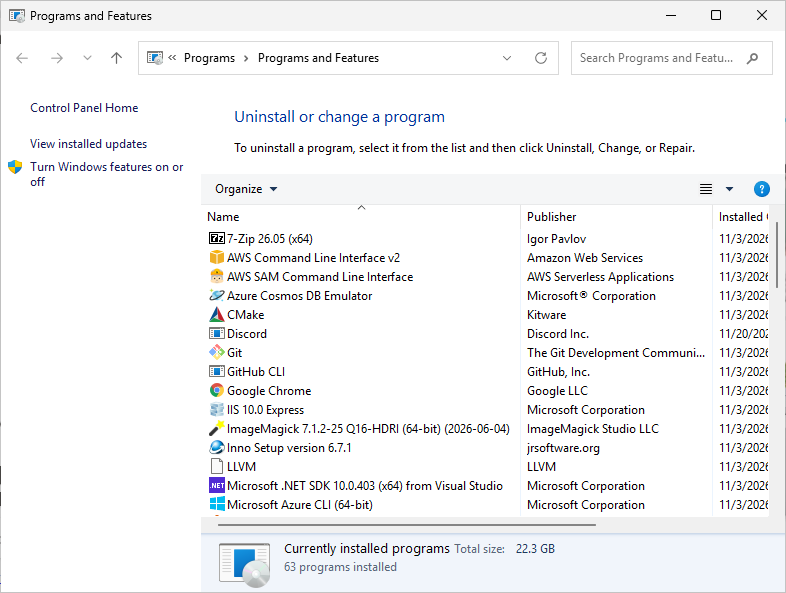 Programs and Features
« Programs › Programs and Features
Search Programs and Featu...
Control Panel Home
View installed updates
Turn Windows features on or
off
Uninstall or change a program
To uninstall a program, select it from the list and then click Uninstall, Change, or Repair.
Organize
Name Publisher Installed
7-Zip 26.05 (x64) Igor Pavlov 11/3/2026
AWS Command Line Interface v2 Amazon Web Services 11/3/2026
AWS SAM Command Line Interface AWS Serverless Applications 11/3/2026
Azure Cosmos DB Emulator Microsoft® Corporation 11/3/2026
CMake Kitware 11/3/2026
Discord Discord Inc. 11/20/202
Git The Git Development Communi... 11/3/2026
GitHub CLI GitHub, Inc. 11/3/2026
Google Chrome Google LLC 11/3/2026
IIS 10.0 Express Microsoft Corporation 11/3/2026
ImageMagick 7.1.2-25 Q16-HDRI (64-bit) (2026-06-04) ImageMagick Studio LLC 11/3/2026
Inno Setup version 6.7.1 jrsoftware.org 11/3/2026
LLVM LLVM 11/3/2026
Microsoft .NET SDK 10.0.403 (x64) from Visual Studio Microsoft Corporation 11/3/2026
Microsoft Azure CLI (64-bit) Microsoft Corporation 11/3/2026
Currently installed programs Total size: 22.3 GB
63 programs installed